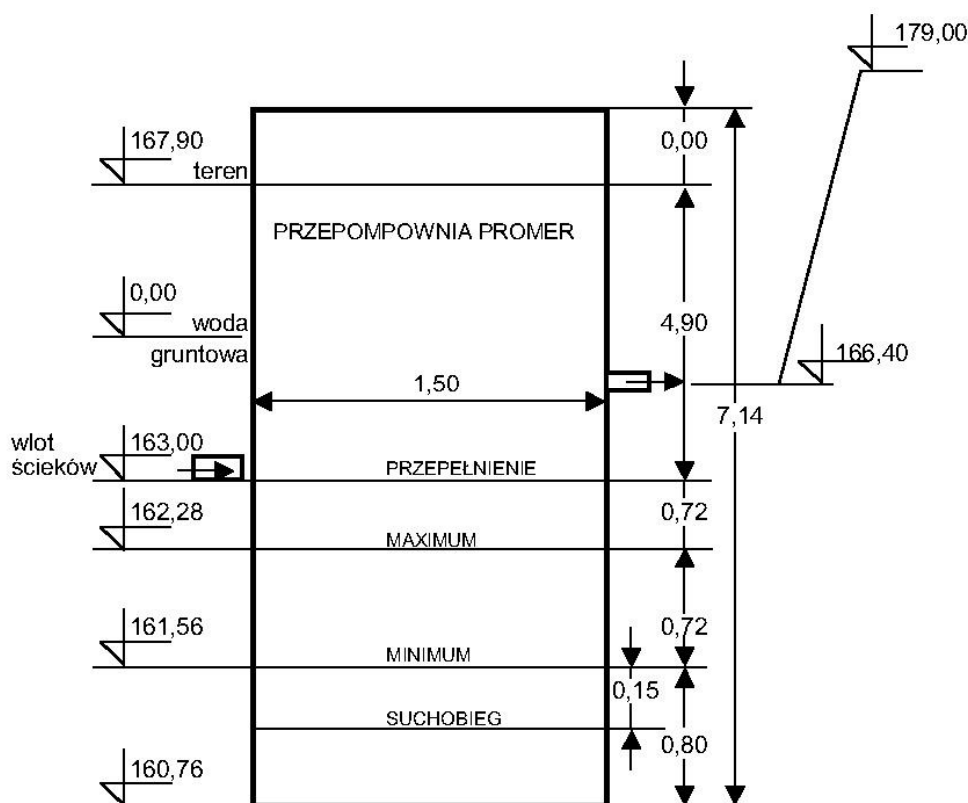 179,00
167,90
teren
0,00
PRZEPOMPOWNIA PROMER
0,00
woda
gruntowa
4,90
166,40
1,50
7,14
wlot
ścieków
163,00
PRZEPEŁNIENIE
162,28
0,72
MAXIMUM
161,56
0,72
MINIMUM
0,15
SUCHOBIEG
0,80
160,76